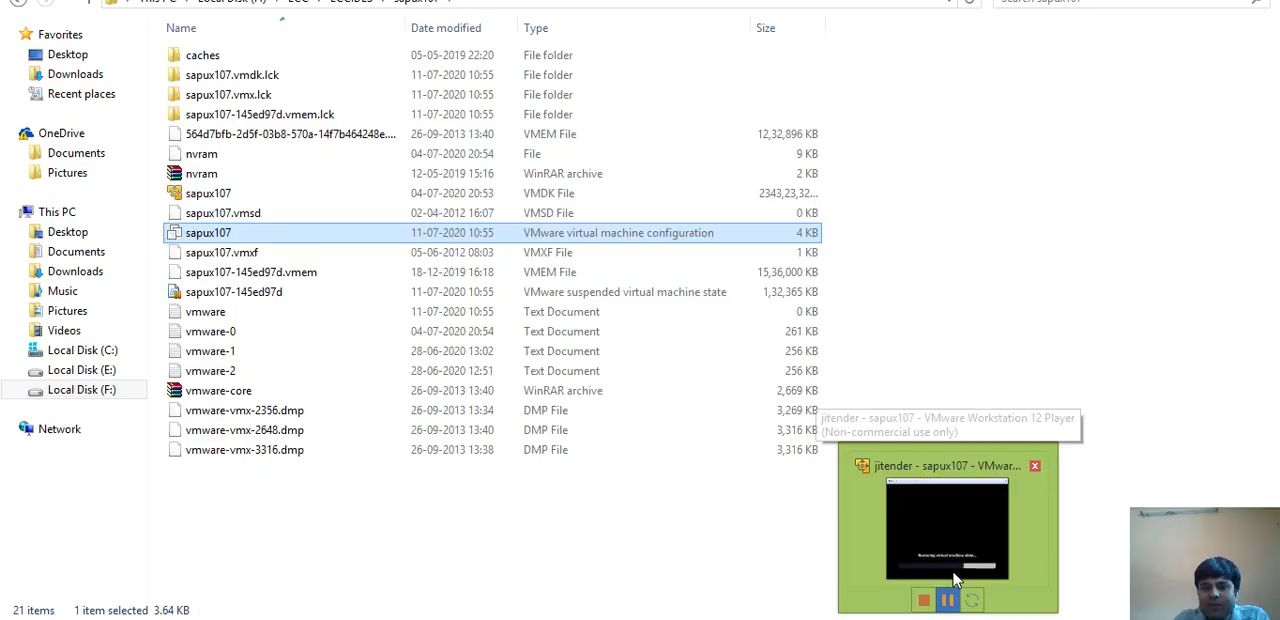 This PC Local Disk (F:) ECC ECCIDES sapux107
Search sapux107
Name Date modified Type Size
Favorites
Desktop
Downloads
Recent places
OneDrive
Documents
Pictures
This PC
Desktop
Documents
Downloads
Music
Pictures
Videos
Local Disk (C:)
Local Disk (E:)
Local Disk (F:)
Network
caches 05-05-2019 22:20 File folder
sapux107.vmdk.lck 11-07-2020 10:55 File folder
sapux107.vmx.lck 11-07-2020 10:55 File folder
sapux107-145ed97d.vmem.lck 11-07-2020 10:55 File folder
564d7bfb-2d5f-03b8-570a-14f7b464248e.... 26-09-2013 13:40 VMEM File 12,32,896 KB
nvram 04-07-2020 20:54 File 9 KB
nvram 12-05-2019 15:16 WinRAR archive 2 KB
sapux107 04-07-2020 20:53 VMDK File 2343,23,32...
sapux107.vmsd 02-04-2012 16:07 VMSD File 0 KB
sapux107 11-07-2020 10:55 VMware virtual machine configuration 4 KB
sapux107.vmxf 05-06-2012 08:03 VMXF File 1 KB
sapux107-145ed97d.vmem 18-12-2019 16:18 VMEM File 15,36,000 KB
sapux107-145ed97d 11-07-2020 10:55 VMware suspended virtual machine state 1,32,365 KB
vmware 11-07-2020 10:55 Text Document 0 KB
vmware-0 04-07-2020 20:54 Text Document 261 KB
vmware-1 28-06-2020 13:02 Text Document 256 KB
vmware-2 28-06-2020 12:51 Text Document 256 KB
vmware-core 26-09-2013 13:40 WinRAR archive 2,669 KB
vmware-vmx-2356.dmp 26-09-2013 13:34 DMP File 3,269 KB
vmware-vmx-2648.dmp 26-09-2013 13:40 DMP File 3,316 KB
vmware-vmx-3316.dmp 26-09-2013 13:38 DMP File 3,316 KB
jitender - sapux107 - VMware Workstation 12 Player
(Non-commercial use only)
jitender - sapux107 - VMwar...
21 items 1 item selected 3.64 KB